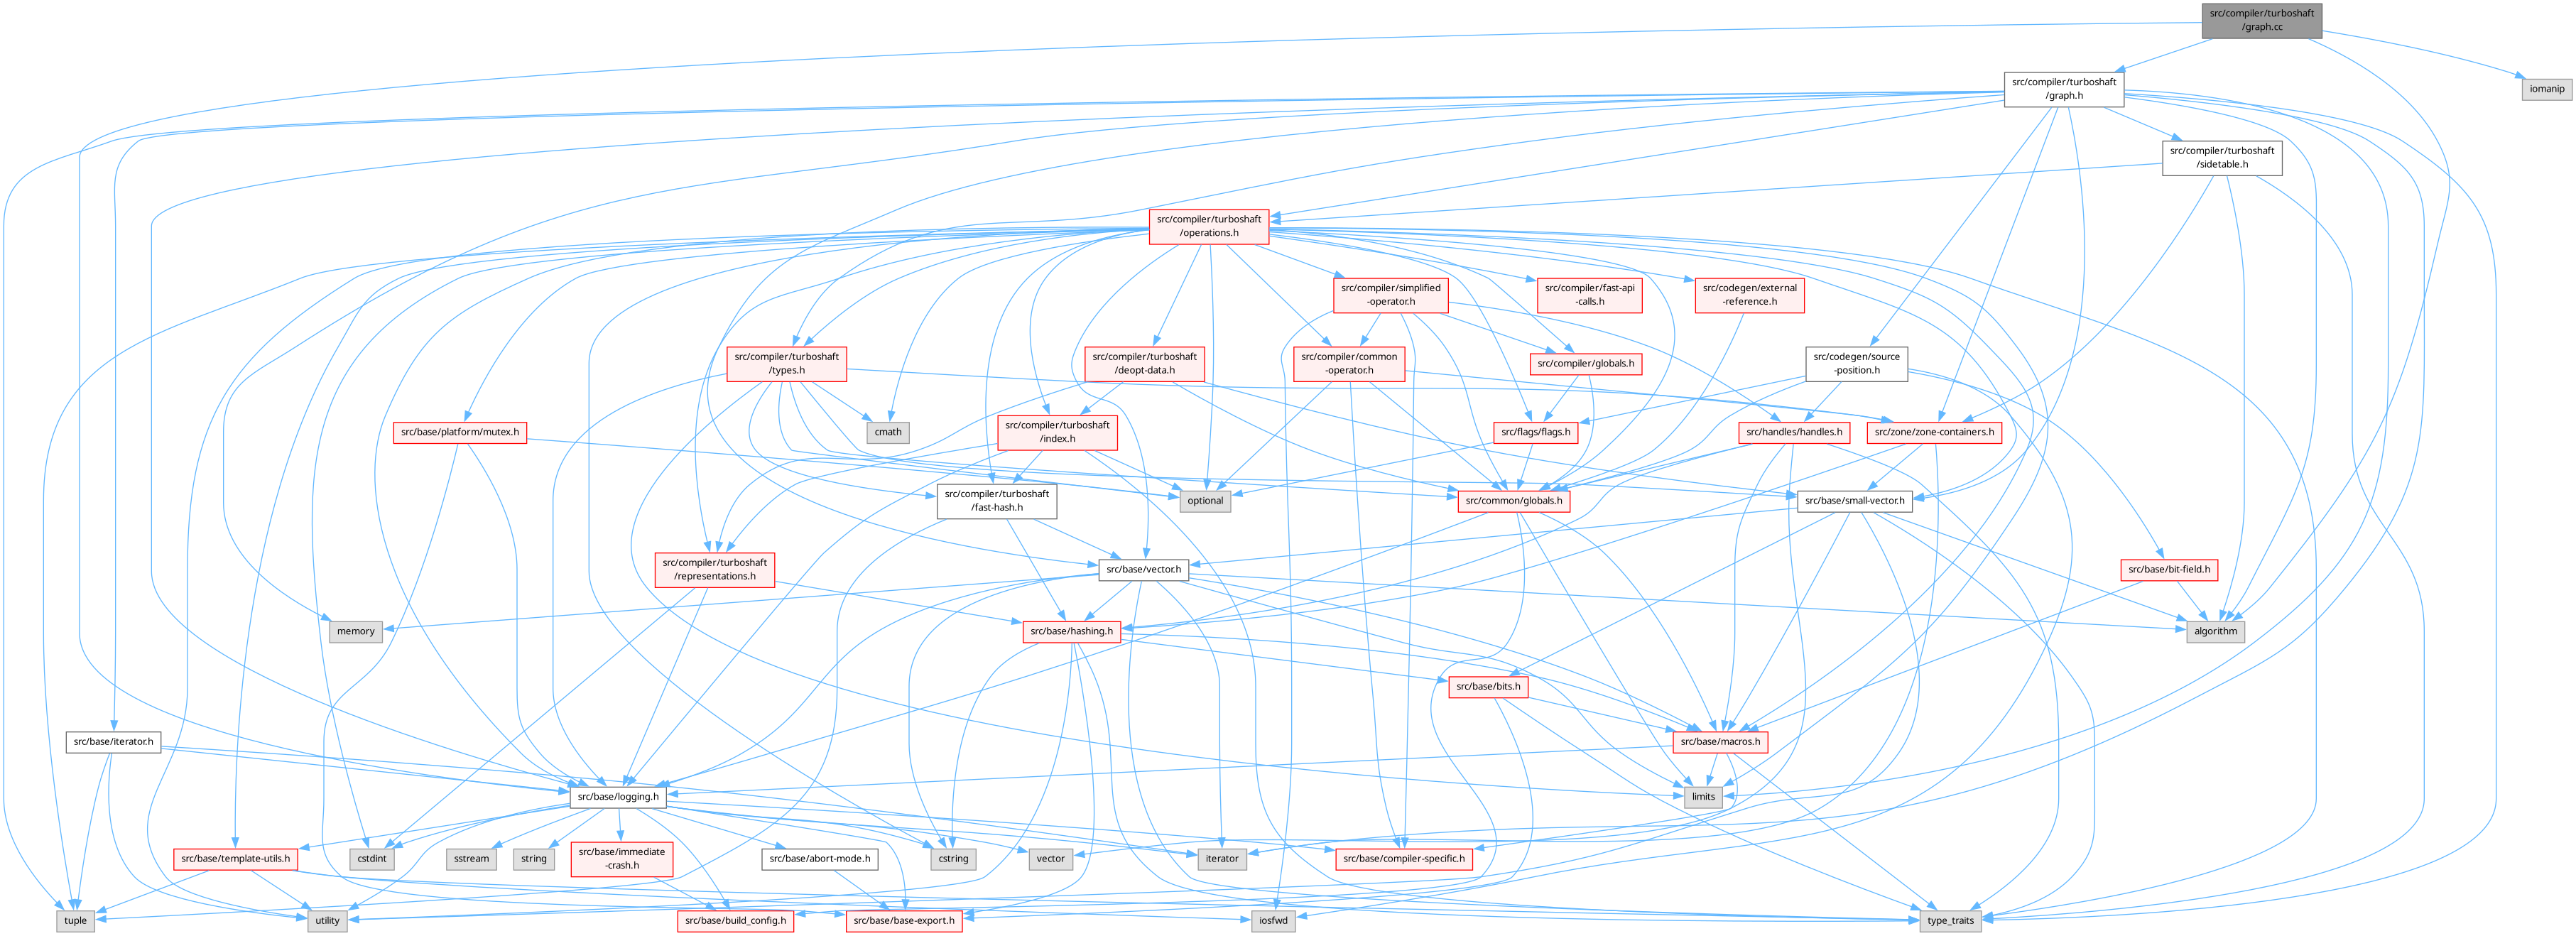 src/compiler/turboshaft
/graph.cc
src/compiler/turboshaft
/graph.h
iomanip
src/compiler/turboshaft
/sidetable.h
src/compiler/turboshaft
/operations.h
src/compiler/simplified
-operator.h
src/compiler/fast-api
-calls.h
src/codegen/external
-reference.h
src/compiler/turboshaft
/types.h
src/compiler/turboshaft
/deopt-data.h
src/compiler/common
-operator.h
src/compiler/globals.h
src/codegen/source
-position.h
src/base/platform/mutex.h
cmath
src/compiler/turboshaft
/index.h
src/flags/flags.h
src/handles/handles.h
src/zone/zone-containers.h
src/compiler/turboshaft
/fast-hash.h
optional
src/common/globals.h
src/base/small-vector.h
src/compiler/turboshaft
/representations.h
src/base/vector.h
src/base/bit-field.h
memory
src/base/hashing.h
algorithm
src/base/bits.h
src/base/iterator.h
src/base/macros.h
src/base/logging.h
limits
src/base/template-utils.h
cstdint
sstream
string
src/base/immediate
-crash.h
src/base/abort-mode.h
cstring
vector
iterator
src/base/compiler-specific.h
tuple
utility
src/base/build_config.h
src/base/base-export.h
iosfwd
type_traits